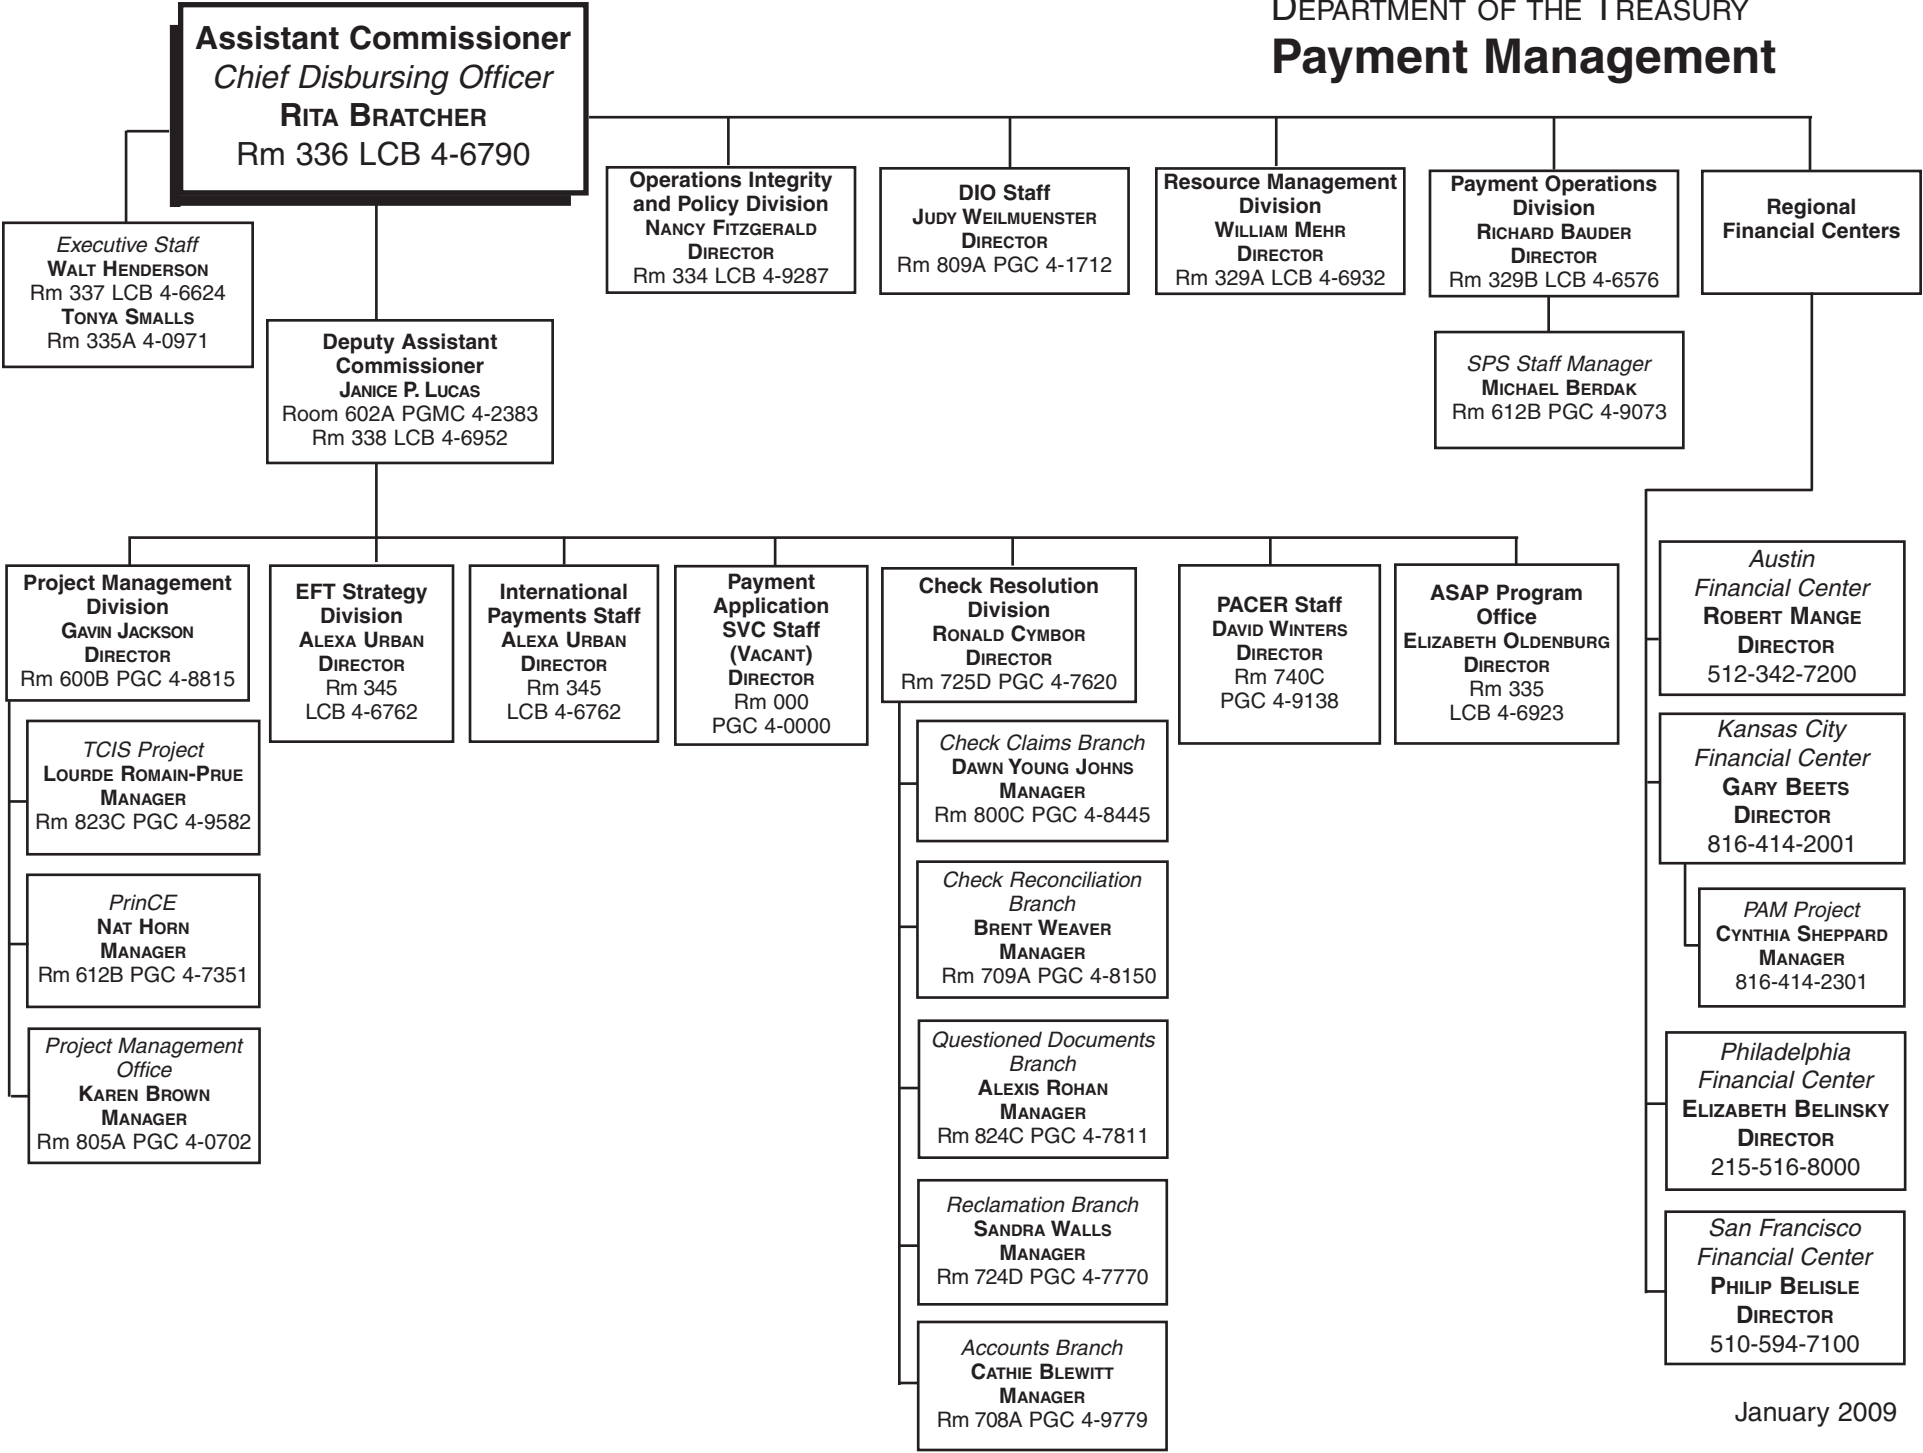 DEPARTMENT OF THE TREASURY
Payment Management
Assistant Commissioner
Chief Disbursing Officer
RITA BRATCHER
Rm 336 LCB 4-6790
Executive Staff
WALT HENDERSON
Rm 337 LCB 4-6624
TONYA SMALLS
Rm 335A 4-0971
Operations Integrity
and Policy Division
NANCY FITZGERALD
DIRECTOR
Rm 334 LCB 4-9287
DIO Staff
JUDY WEILMUENSTER
DIRECTOR
Rm 809A PGC 4-1712
Resource Management
Division
WILLIAM MEHR
DIRECTOR
Rm 329A LCB 4-6932
Payment Operations
Division
RICHARD BAUDER
DIRECTOR
Rm 329B LCB 4-6576
Regional
Financial Centers
Deputy Assistant
Commissioner
JANICE P. LUCAS
Room 602A PGMC 4-2383
Rm 338 LCB 4-6952
SPS Staff Manager
MICHAEL BERDAK
Rm 612B PGC 4-9073
Project Management
Division
GAVIN JACKSON
DIRECTOR
Rm 600B PGC 4-8815
EFT Strategy
Division
ALEXA URBAN
DIRECTOR
Rm 345
LCB 4-6762
International
Payments Staff
ALEXA URBAN
DIRECTOR
Rm 345
LCB 4-6762
Payment
Application
SVC Staff
(VACANT)
DIRECTOR
Rm 000
PGC 4-0000
Check Resolution
Division
RONALD CYMBOR
DIRECTOR
Rm 725D PGC 4-7620
PACER Staff
DAVID WINTERS
DIRECTOR
Rm 740C
PGC 4-9138
ASAP Program
Office
ELIZABETH OLDENBURG
DIRECTOR
Rm 335
LCB 4-6923
TCIS Project
LOURDE ROMAIN-PRUE
MANAGER
Rm 823C PGC 4-9582
PrinCE
NAT HORN
MANAGER
Rm 612B PGC 4-7351
Project Management
Office
KAREN BROWN
MANAGER
Rm 805A PGC 4-0702
Check Claims Branch
DAWN YOUNG JOHNS
MANAGER
Rm 800C PGC 4-8445
Check Reconciliation
Branch
BRENT WEAVER
MANAGER
Rm 709A PGC 4-8150
Questioned Documents
Branch
ALEXIS ROHAN
MANAGER
Rm 824C PGC 4-7811
Reclamation Branch
SANDRA WALLS
MANAGER
Rm 724D PGC 4-7770
Accounts Branch
CATHIE BLEWITT
MANAGER
Rm 708A PGC 4-9779
Austin
Financial Center
ROBERT MANGE
DIRECTOR
512-342-7200
Kansas City
Financial Center
GARY BEETS
DIRECTOR
816-414-2001
PAM Project
CYNTHIA SHEPPARD
MANAGER
816-414-2301
Philadelphia
Financial Center
ELIZABETH BELINSKY
DIRECTOR
215-516-8000
San Francisco
Financial Center
PHILIP BELISLE
DIRECTOR
510-594-7100
January 2009